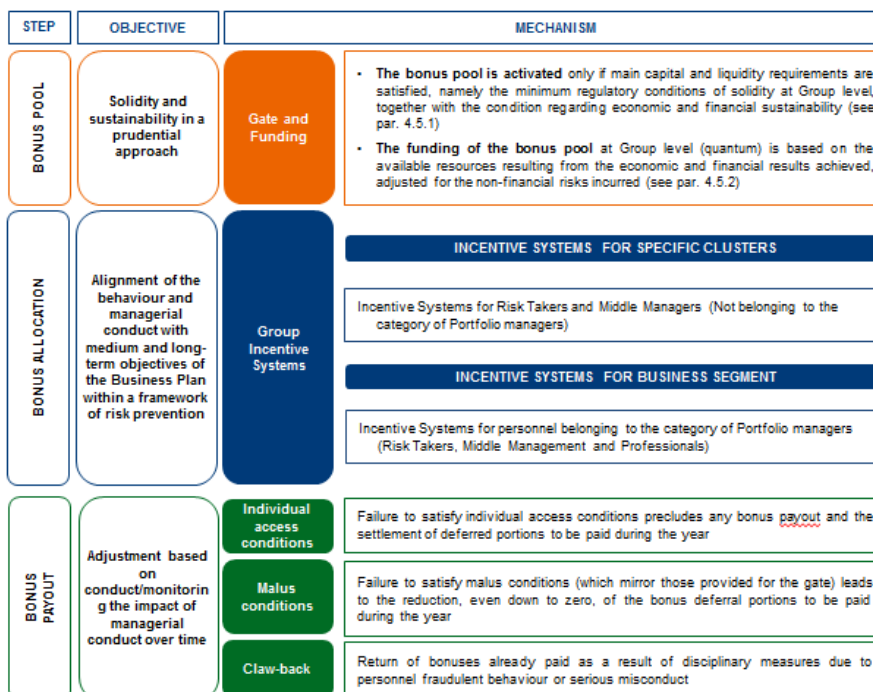 STEP
OBJECTIVE
MECHANISM
BONUS POOL
Solidity and
sustainability in a
prudential
approach
Gate and
Funding
• The bonus pool is activated only if main capital and liquidity requirements are
satisfied, namely the minimum regulatory conditions of solidity at Group level,
together with the condition regarding economic and financial sustainability (see
par. 4.5.1)
• The funding of the bonus pool at Group level (quantum) is based on the
available resources resulting from the economic and financial results achieved,
adjusted for the non-financial risks incurred (see par. 4.5.2)
BONUS ALLOCATION
Alignment of the
behaviour and
managerial
conduct with
medium and long-
term objectives of
the Business Plan
within a framework
of risk prevention
Group
Incentive
Systems
INCENTIVE SYSTEMS FOR SPECIFIC CLUSTERS
Incentive Systems for Risk Takers and Middle Managers (Not belonging to the
category of Portfolio managers)
INCENTIVE SYSTEMS FOR BUSINESS SEGMENT
Incentive Systems for personnel belonging to the category of Portfolio managers
(Risk Takers, Middle Management and Professionals)
BONUS
PAYOUT
Adjustment based
on
conduct/monitorin
g the impact of
managerial
conduct over time
Individual
access
conditions
Failure to satisfy individual access conditions precludes any bonus payout and the
settlement of deferred portions to be paid during the year
Malus
conditions
Failure to satisfy malus conditions (which mirror those provided for the gate) leads
to the reduction, even down to zero, of the bonus deferral portions to be paid
during the year
Claw-back
Return of bonuses already paid as a result of disciplinary measures due to
personnel fraudulent behaviour or serious misconduct